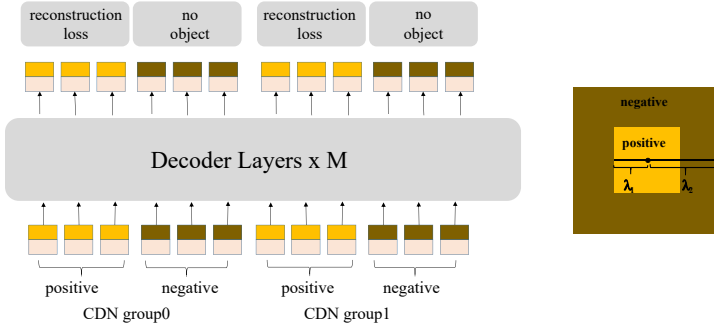 reconstruction
loss
no
object
reconstruction
loss
no
object
Decoder Layers x M
positive
negative
positive
negative
CDN group0
CDN group1
negative
positive
λ1
λ2